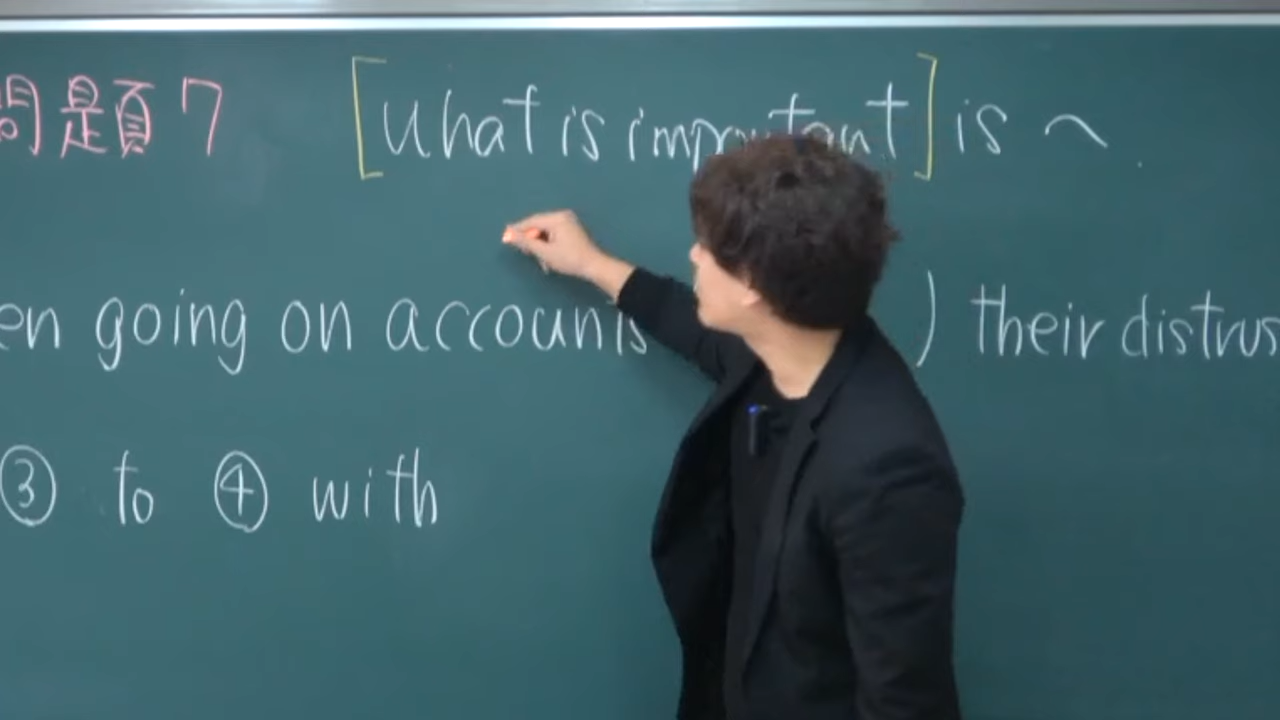 問題7 [What is important] is 〜.
en going on accounts ) their distrus
③ to ④ with